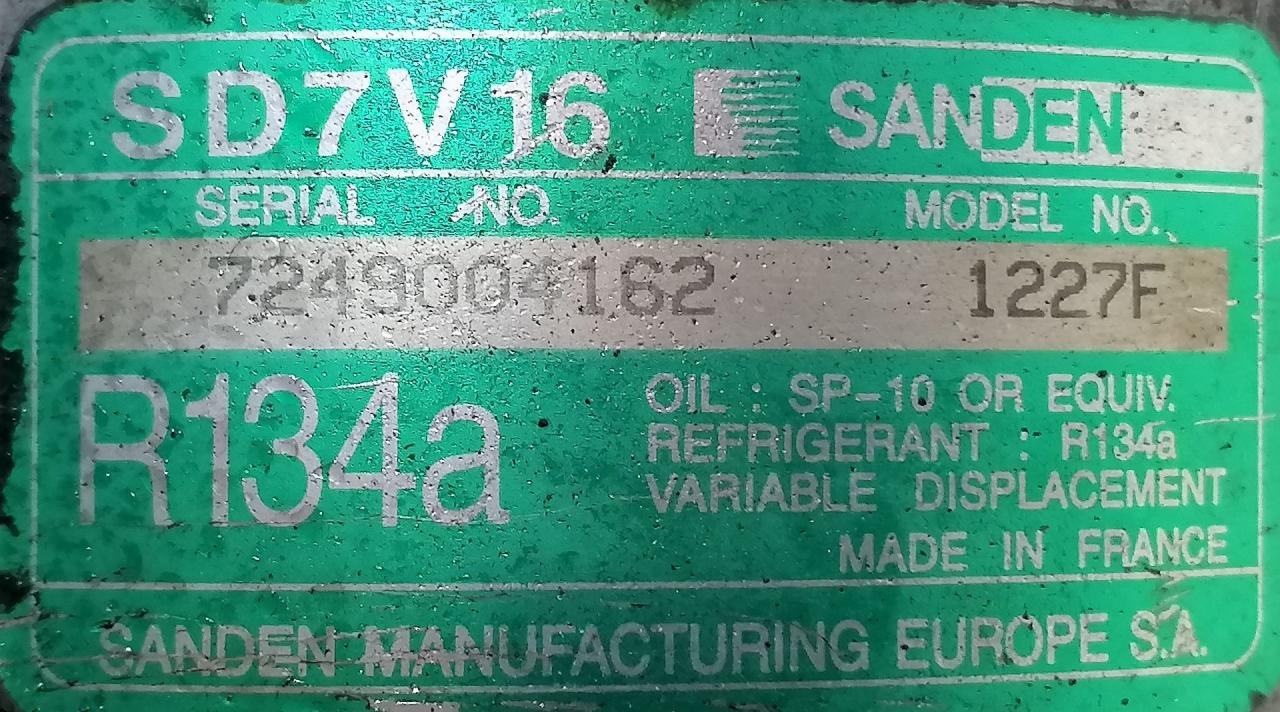 SD7V16 SANDEN
SERIAL NO. MODEL NO.
7249004162 1227F
R134a
OIL : SP-10 OR EQUIV.
REFRIGERANT : R134a
VARIABLE DISPLACEMENT
MADE IN FRANCE
SANDEN MANUFACTURING EUROPE S.A.